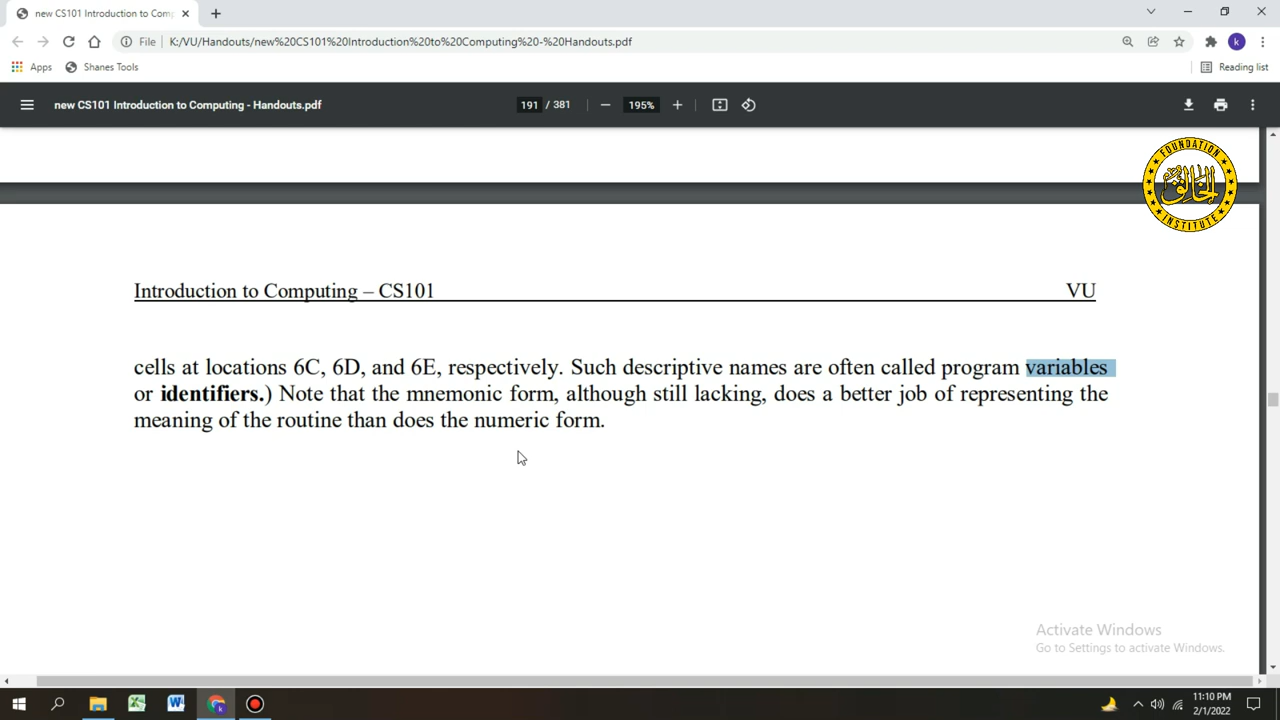 new CS101 Introduction to Comp
File K:/VU/Handouts/new%20CS101%20Introduction%20to%20Computing%20-%20Handouts.pdf
Apps Shanes Tools Reading list
new CS101 Introduction to Computing - Handouts.pdf 191 / 381 195%
FOUNDATION
الخالق
INSTITUTE
Introduction to Computing – CS101 VU
cells at locations 6C, 6D, and 6E, respectively. Such descriptive names are often called program variables
or identifiers.) Note that the mnemonic form, although still lacking, does a better job of representing the
meaning of the routine than does the numeric form.
Activate Windows
Go to Settings to activate Windows.
11:10 PM
2/1/2022